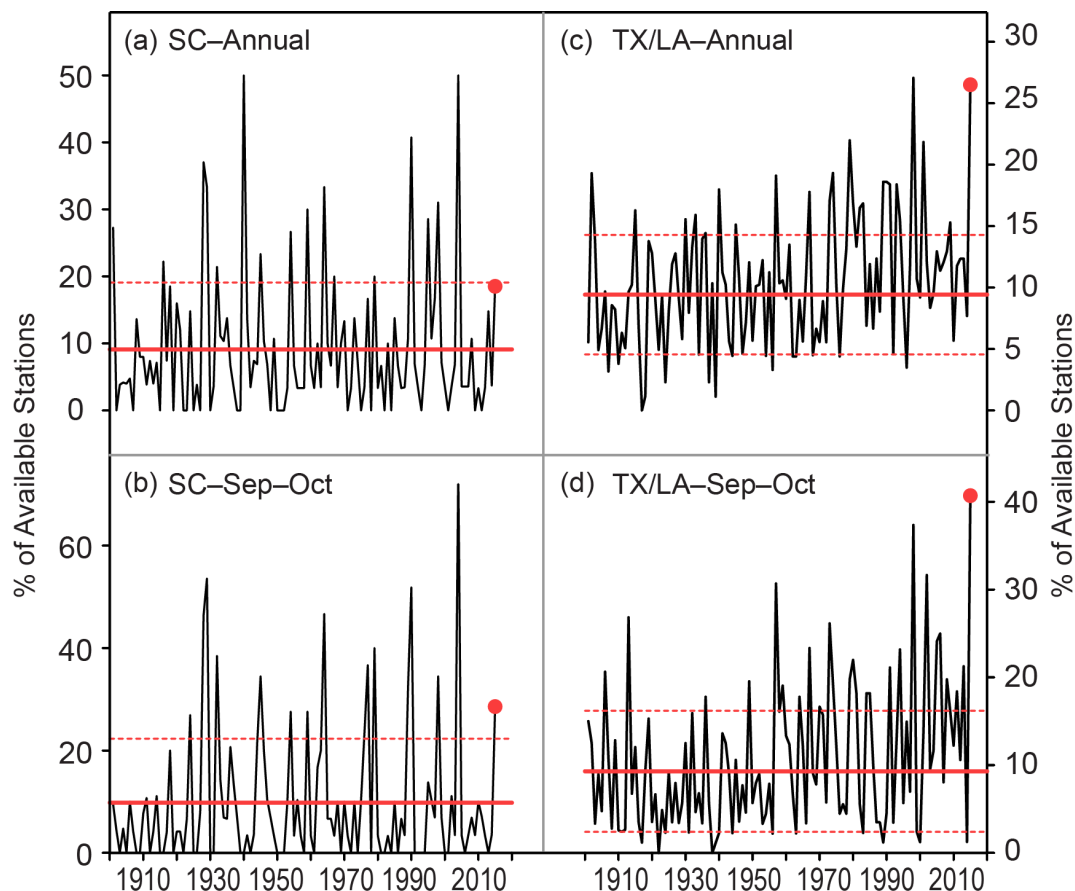 (a) SC–Annual
(c) TX/LA–Annual
% of Available Stations
50
40
30
20
10
0
30
25
20
15
10
5
0
% of Available Stations
(b) SC–Sep–Oct
(d) TX/LA–Sep–Oct
60
40
20
0
40
30
20
10
0
1910 1930 1950 1970 1990 2010
1910 1930 1950 1970 1990 2010